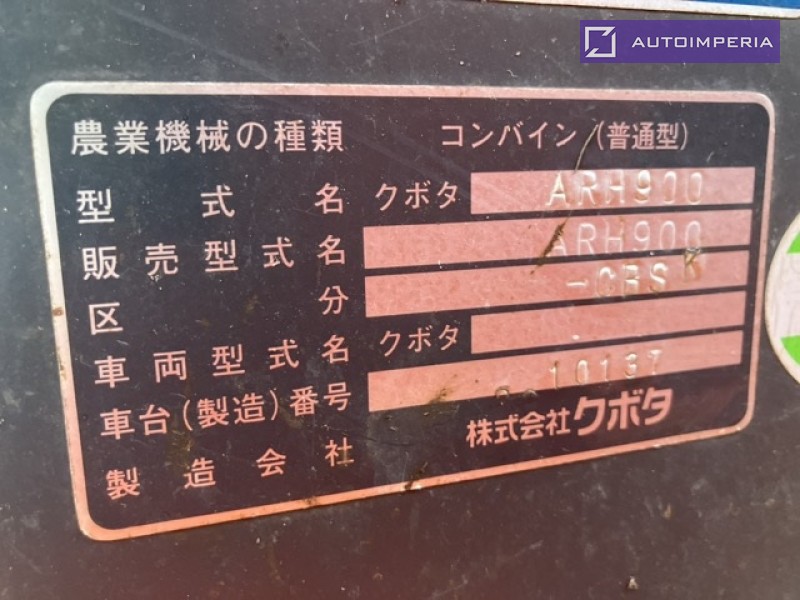 AUTOIMPERIA
農業機械の種類 コンバイン (普通型)
型式名 クボタ ARH900
販売型式名 ARH900
区分 -CBS
車両型式名 クボタ
車台(製造)番号 10137
製造会社 株式会社クボタ